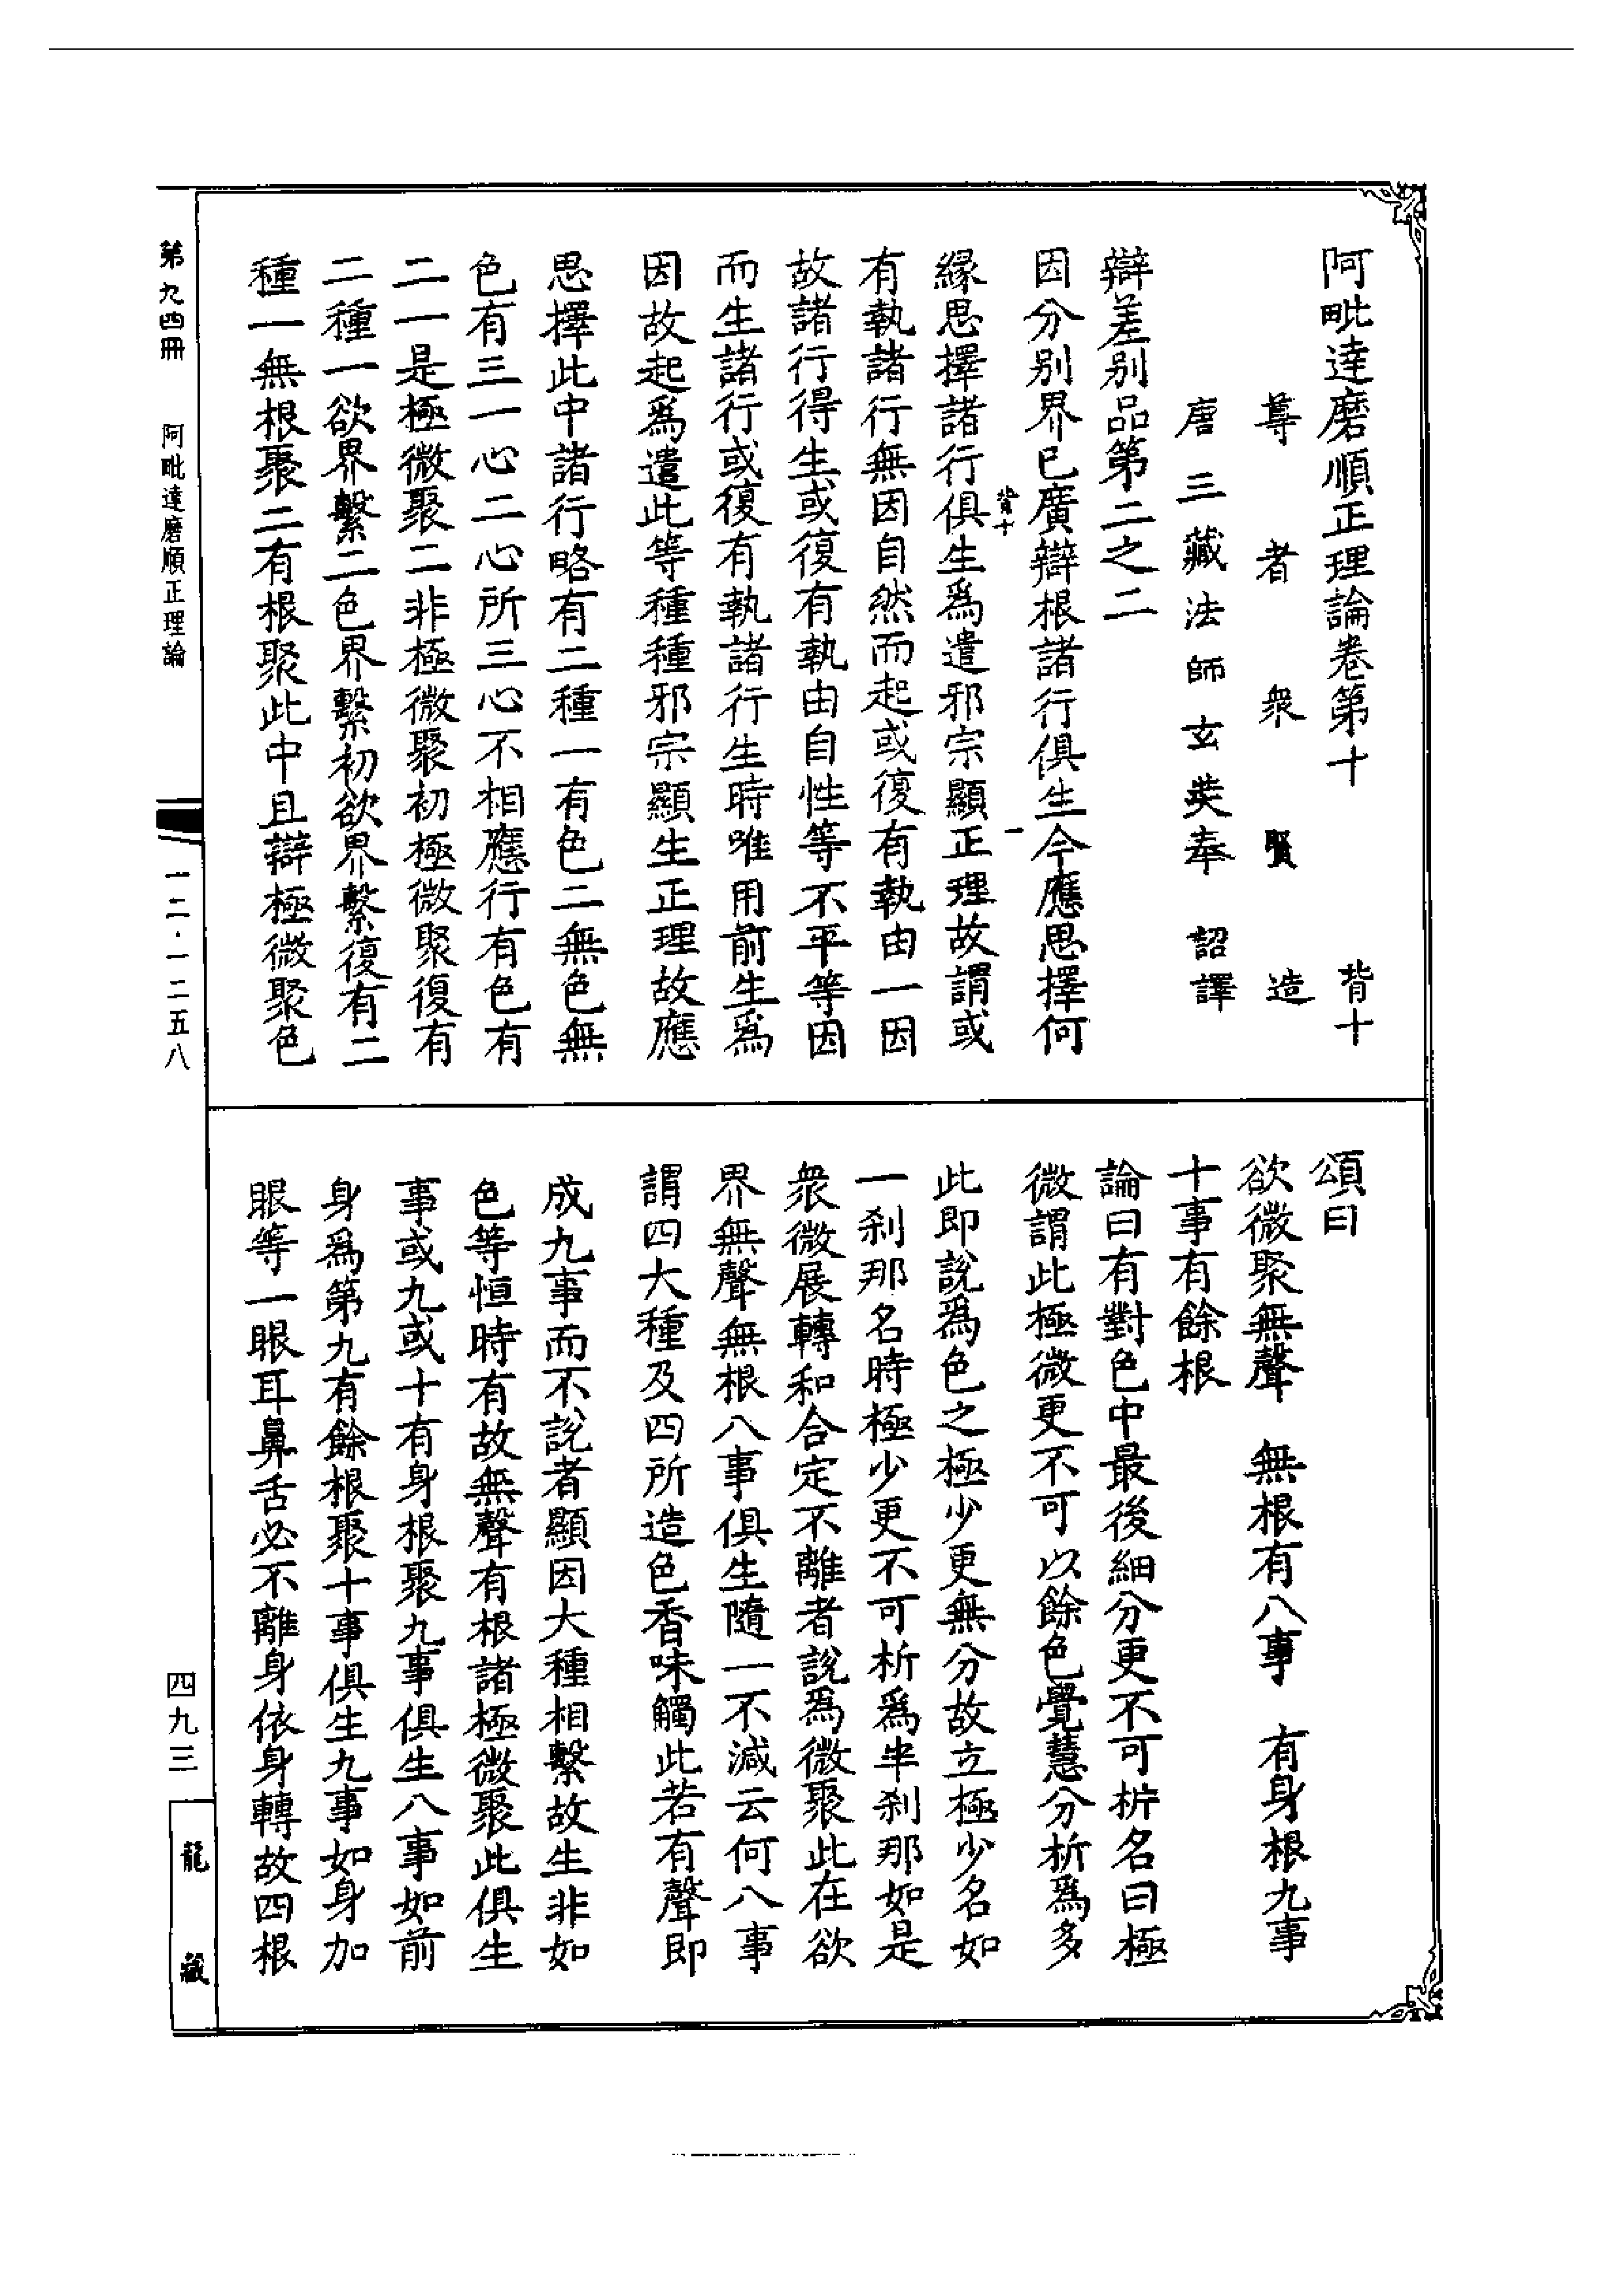 阿毗達磨順正理論卷第十　背十
尊者衆賢造
唐三藏法師玄奘奉詔譯
辯差别品第二之二
因分别界已廣辯根諸行俱生今應思擇何
背十　一
緣思擇諸行俱生爲遣邪宗顯正理故謂或
有執諸行無因自然而起或復有執由一因
故諸行得生或復有執由自性等不平等因
而生諸行或復有執諸行生時唯用前生爲
因故起爲遣此等種種邪宗顯生正理故應
思擇此中諸行略有二種一有色二無色無
色有三一心二心所三心不相應行有色有
二一是極微聚二非極微聚初極微聚復有
二種一欲界繫二色界繫初欲界繫復有二
種一無根聚二有根聚此中且辯極微聚色
頌曰
欲微聚無聲　無根有八事　有身根九事
十事有餘根
論曰有對色中最後細分更不可析名曰極
微謂此極微更不可以餘色覺慧分析爲多
此即說爲色之極少更無分故立極少名如
一刹那名時極少更不可析爲半刹那如是
衆微展轉和合定不離者說爲微聚此在欲
界無聲無根八事俱生隨一不減云何八事
謂四大種及四所造色香味觸此若有聲即
成九事而不說者顯因大種相繫故生非如
色等恒時有故無聲有根諸極微聚此俱生
事或九或十有身根聚九事俱生八事如前
身爲第九有餘根聚十事俱生九事如身加
眼等一眼耳鼻舌必不離身依身轉故四根
第九四冊　阿毗達磨順正理論　一二·一二五八　四九三　龍藏